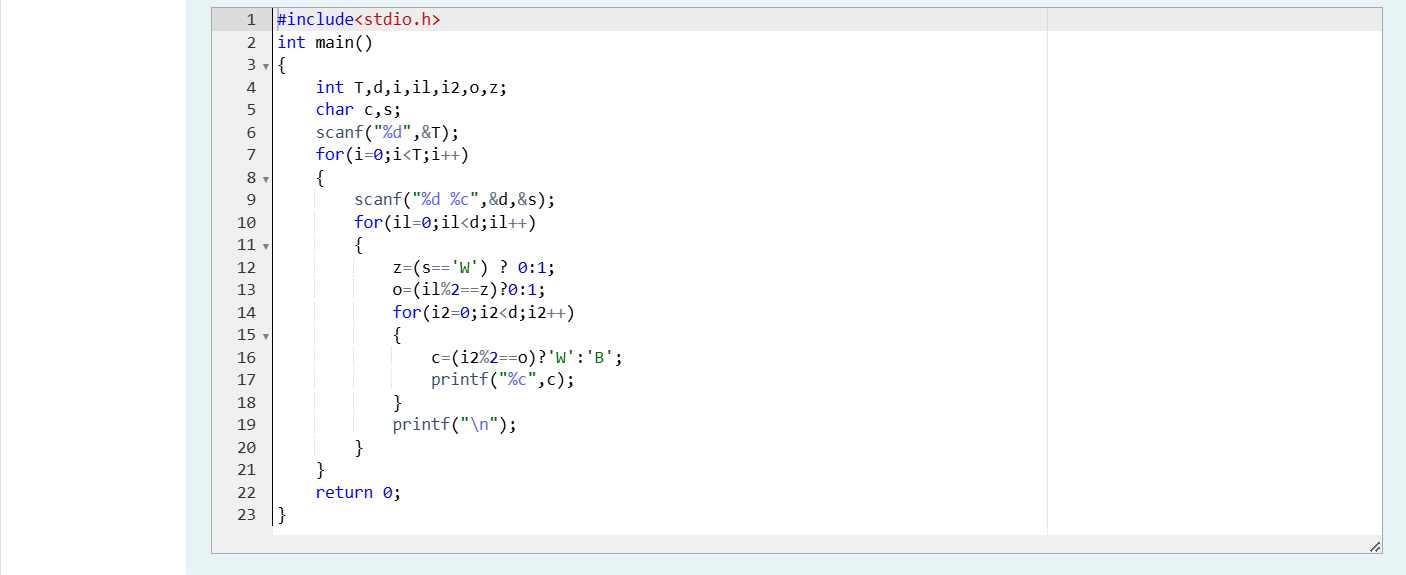 1 #include<stdio.h>
2 int main()
3 {
4 int T,d,i,il,i2,o,z;
5 char c,s;
6 scanf("%d",&T);
7 for(i=0;i<T;i++)
8 {
9 scanf("%d %c",&d,&s);
10 for(il=0;il<d;il++)
11 {
12 z=(s=='W') ? 0:1;
13 o=(il%2==z)?0:1;
14 for(i2=0;i2<d;i2++)
15 {
16 c=(i2%2==o)?'W':'B';
17 printf("%c",c);
18 }
19 printf("\n");
20 }
21 }
22 return 0;
23 }